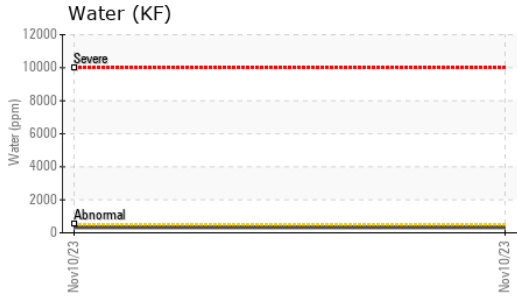 Water (KF)
12000
10000
8000
6000
4000
2000
0
Water (ppm)
Severe
Abnormal
Nov10/23
Nov10/23